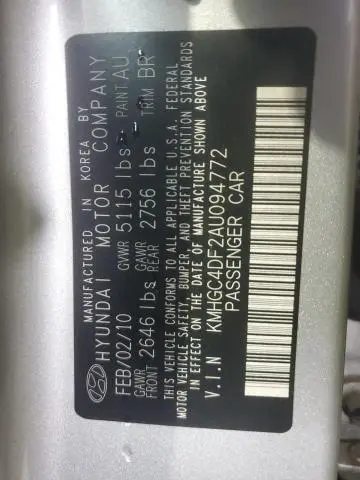 MANUFACTURED IN KOREA BY
HYUNDAI MOTOR COMPANY
FEB/02/10 GVWR 5115 lbs PAINT AU
GAWR FRONT 2646 lbs GAWR REAR 2756 lbs TRIM BR
THIS VEHICLE CONFORMS TO ALL APPLICABLE U.S.A. FEDERAL
MOTOR VEHICLE SAFETY, BUMPER, AND THEFT PREVENTION STANDARDS
IN EFFECT ON THE DATE OF MANUFACTURE SHOWN ABOVE
V.I.N KMHGC4DF2AU094772
PASSENGER CAR